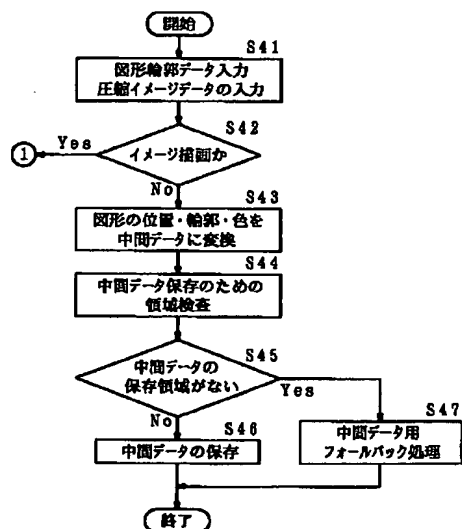 開始
S41
図形輪郭データ入力
圧縮イメージデータの入力
S42
イメージ描画か
Yes
①
No
S43
図形の位置・輪郭・色を
中間データに変換
S44
中間データ保存のための
領域検査
S45
中間データの
保存領域がない
Yes
No
S46
中間データの保存
S47
中間データ用
フォールバック処理
終了